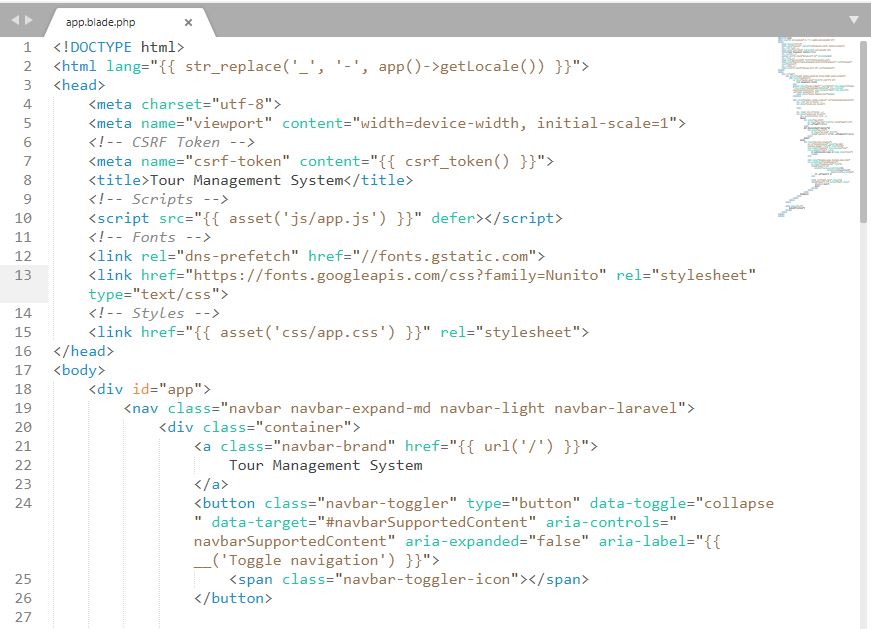 app.blade.php ×
1 <!DOCTYPE html>
2 <html lang="{{ str_replace('_', '-', app()->getLocale()) }}">
3 <head>
4 <meta charset="utf-8">
5 <meta name="viewport" content="width=device-width, initial-scale=1">
6 <!-- CSRF Token -->
7 <meta name="csrf-token" content="{{ csrf_token() }}">
8 <title>Tour Management System</title>
9 <!-- Scripts -->
10 <script src="{{ asset('js/app.js') }}" defer></script>
11 <!-- Fonts -->
12 <link rel="dns-prefetch" href="//fonts.gstatic.com">
13 <link href="https://fonts.googleapis.com/css?family=Nunito" rel="stylesheet"
type="text/css">
14 <!-- Styles -->
15 <link href="{{ asset('css/app.css') }}" rel="stylesheet">
16 </head>
17 <body>
18 <div id="app">
19 <nav class="navbar navbar-expand-md navbar-light navbar-laravel">
20 <div class="container">
21 <a class="navbar-brand" href="{{ url('/') }}">
22 Tour Management System
23 </a>
24 <button class="navbar-toggler" type="button" data-toggle="collapse
" data-target="#navbarSupportedContent" aria-controls="
navbarSupportedContent" aria-expanded="false" aria-label="{{
__('Toggle navigation') }}">
25 <span class="navbar-toggler-icon"></span>
26 </button>
27